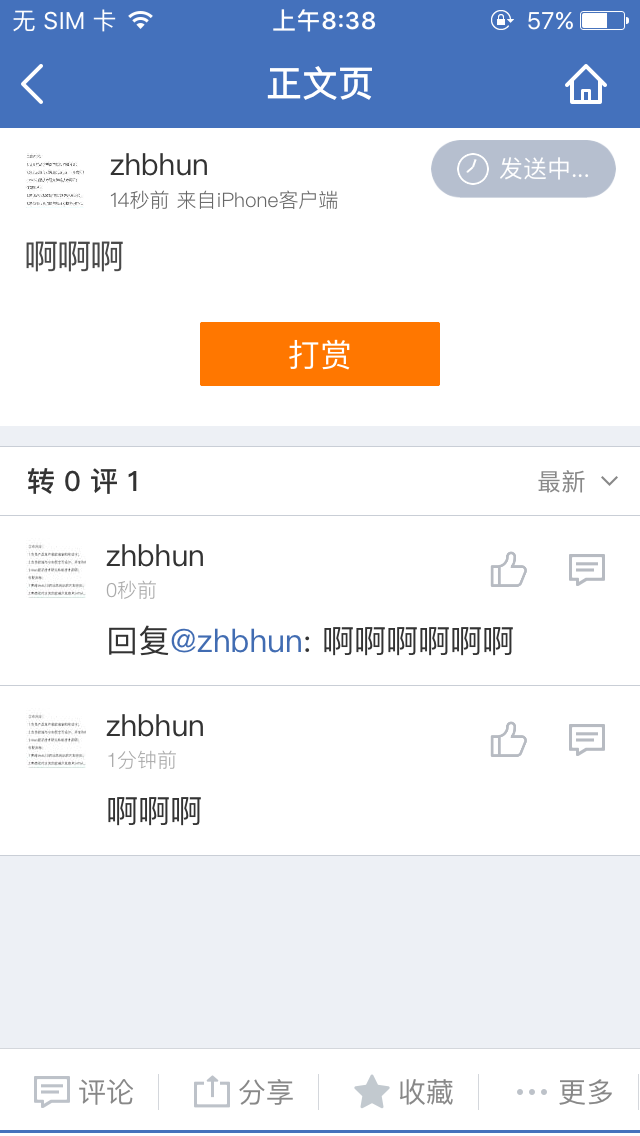 无 SIM 卡 上午8:38 57%
正文页
zhbhun
发送中...
14秒前 来自iPhone客户端
啊啊啊
打赏
转 0 评 1 最新
zhbhun
0秒前
回复@zhbhun: 啊啊啊啊啊啊
zhbhun
1分钟前
啊啊啊
评论 分享 收藏 更多